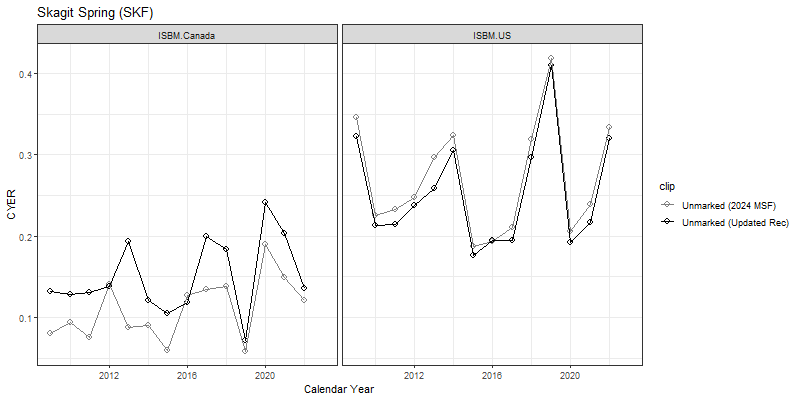 Skagit Spring (SKF)
ISBM.Canada
ISBM.US
CYER
0.4
0.3
0.2
0.1
2012
2016
2020
2012
2016
2020
Calendar Year
clip
Unmarked (2024 MSF)
Unmarked (Updated Rec)